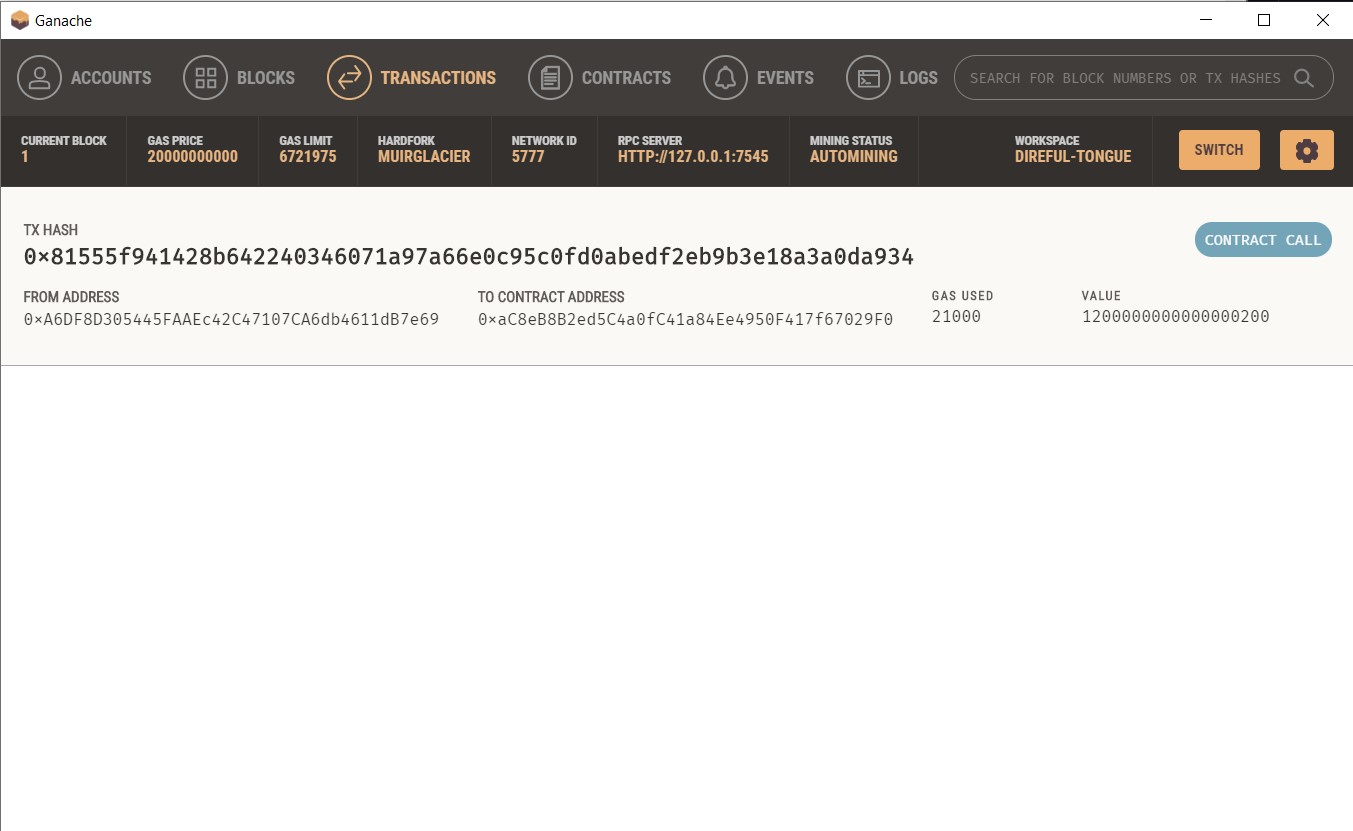 Ganache
ACCOUNTS BLOCKS TRANSACTIONS CONTRACTS EVENTS LOGS SEARCH FOR BLOCK NUMBERS OR TX HASHES
CURRENT BLOCK GAS PRICE GAS LIMIT HARDFORK NETWORK ID RPC SERVER MINING STATUS WORKSPACE
1 20000000000 6721975 MUIRGLACIER 5777 HTTP://127.0.0.1:7545 AUTOMINING DIREFUL-TONGUE SWITCH
TX HASH
0×81555f941428b642240346071a97a66e0c95c0fd0abedf2eb9b3e18a3a0da934 CONTRACT CALL
FROM ADDRESS TO CONTRACT ADDRESS GAS USED VALUE
0×A6DF8D305445FAAEc42C47107CA6db4611dB7e69 0×aC8eB8B2ed5C4a0fC41a84Ee4950F417f67029F0 21000 1200000000000000200